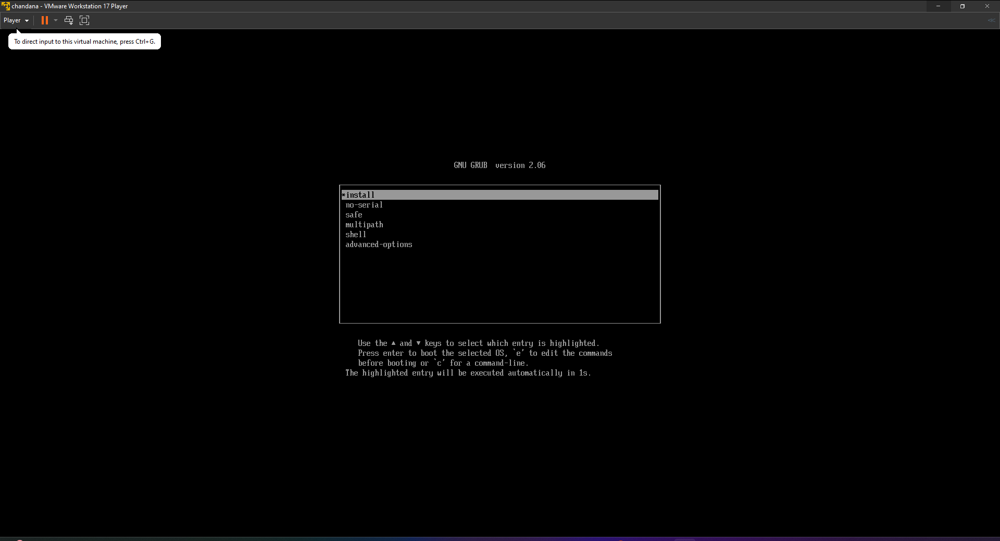 chandana - VMware Workstation 17 Player
Player
To direct input to this virtual machine, press Ctrl+G.
GNU GRUB  version 2.06
*install
no-serial
safe
multipath
shell
advanced-options
Use the ▲ and ▼ keys to select which entry is highlighted.
Press enter to boot the selected OS, `e' to edit the commands
before booting or `c' for a command-line.
The highlighted entry will be executed automatically in 1s.